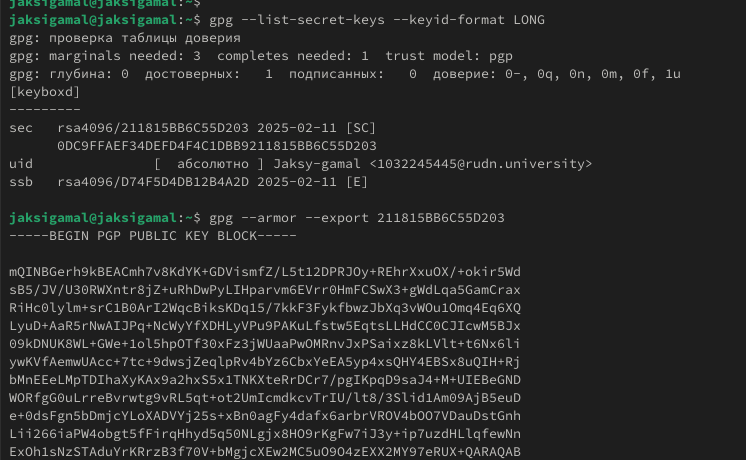 jaksigamal@jaksigamal:~$
jaksigamal@jaksigamal:~$ gpg --list-secret-keys --keyid-format LONG
gpg: проверка таблицы доверия
gpg: marginals needed: 3  completes needed: 1  trust model: pgp
gpg: глубина: 0  достоверных:   1  подписанных:   0  доверие: 0-, 0q, 0n, 0m, 0f, 1u
[keyboxd]
---------
sec   rsa4096/211815BB6C55D203 2025-02-11 [SC]
      0DC9FFAEF34DEFD4F4C1DBB9211815BB6C55D203
uid                 [  абсолютно ] Jaksy-gamal <1032245445@rudn.university>
ssb   rsa4096/D74F5D4DB12B4A2D 2025-02-11 [E]
jaksigamal@jaksigamal:~$ gpg --armor --export 211815BB6C55D203
-----BEGIN PGP PUBLIC KEY BLOCK-----
mQINBGerh9kBEACmh7v8KdYK+GDVismfZ/L5t12DPRJOy+REhrXxuOX/+okir5Wd
sB5/JV/U30RWXntr8jZ+uRhDwPyLIHparvm6EVrr0HmFCSwX3+gWdLqa5GamCrax
RiHc0lylm+srC1B0ArI2WqcBiksKDq15/7kkF3FykfbwzJbXq3vWOu1Omq4Eq6XQ
LyuD+AaR5rNwAIJPq+NcWyYfXDHLyVPu9PAKuLfstw5EqtsLLHdCC0CJIcwM5BJx
09kDNUK8WL+GWe+1ol5hpOTf30xFz3jWUaaPwOMRnvJxPSaixz8kLVlt+t6Nx6li
ywKVfAemwUAcc+7tc+9dwsjZeqlpRv4bYz6CbxYeEA5yp4xsQHY4EBSx8uQIH+Rj
bMnEEeLMpTDIhaXyKAx9a2hxS5x1TNKXteRrDCr7/pgIKpqD9saJ4+M+UIEBeGND
WORfgG0uLrreBvrwtg9vRL5qt+ot2UmIcmdkcvTrIU/lt8/3Slid1Am09AjB5euD
e+0dsFgn5bDmjcYLoXADVYj25s+xBn0agFy4dafx6arbrVROV4bOO7VDauDstGnh
Lii266iaPW4obgt5fFirqHhyd5q50NLgjx8HO9rKgFw7iJ3y+ip7uzdHLlqfewNn
ExOh1sNzSTAduYrKRrzB3f70V+bMgjcXEw2MC5uO9O4zEXX2MY97eRUX+QARAQAB